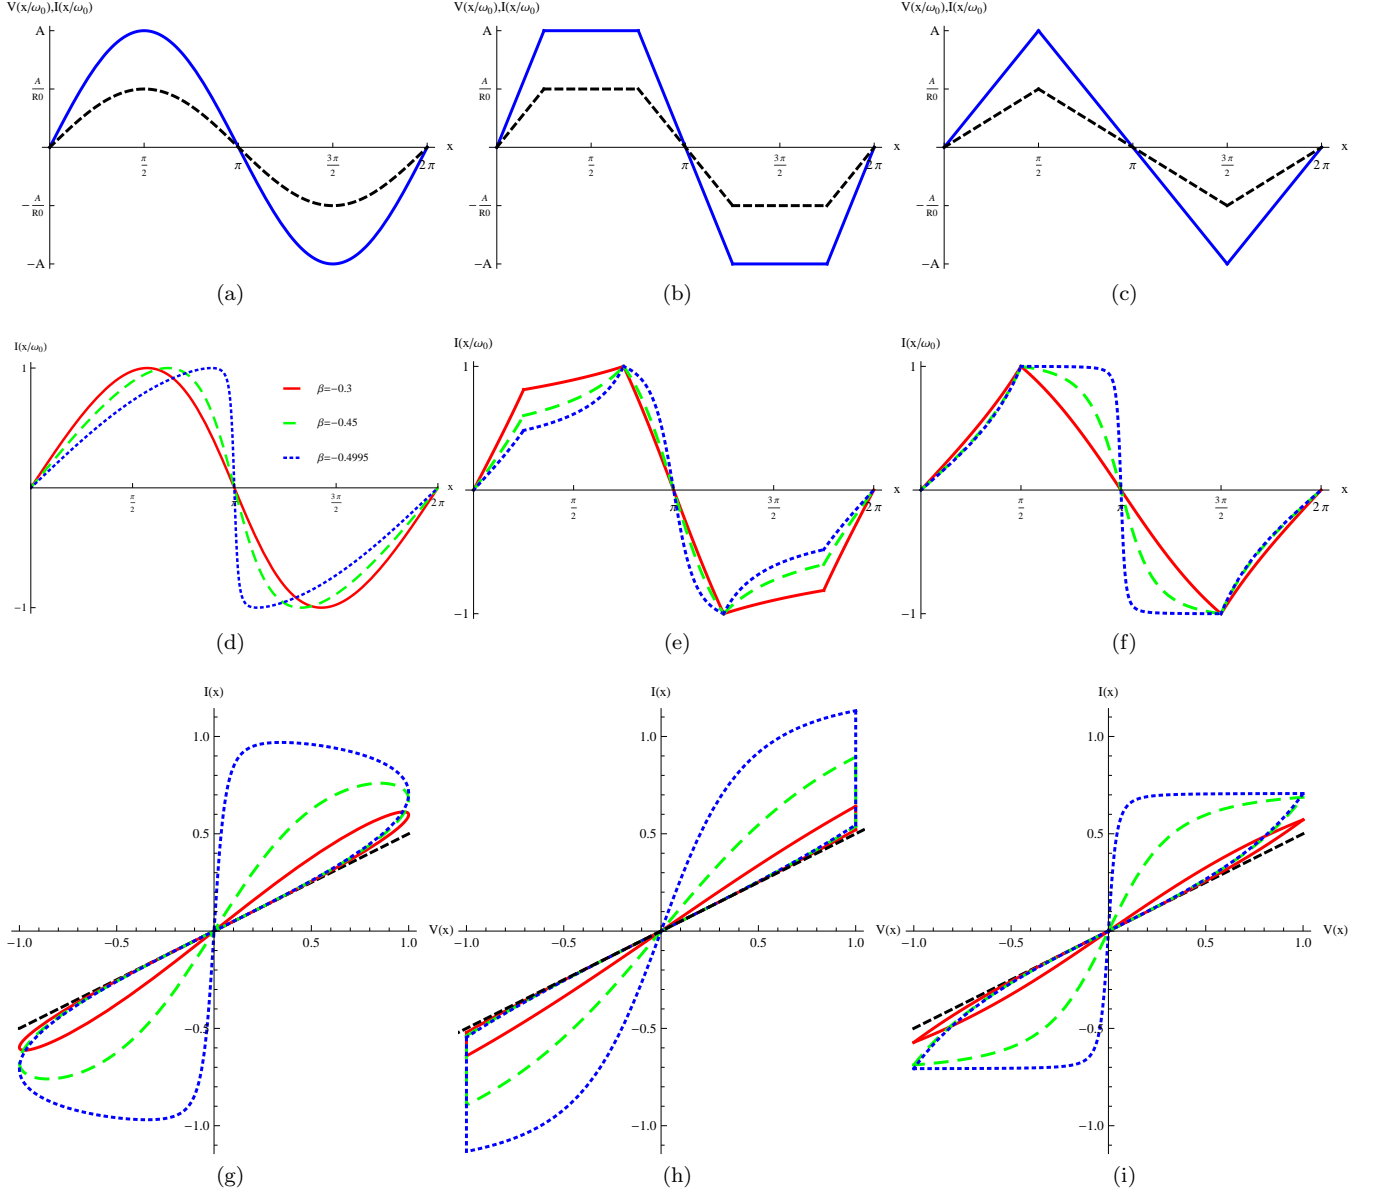 V(x/ω₀),I(x/ω₀)
A
A/R0
−A/R0
−A
π/2
π
3π/2
2π
x
(a)
V(x/ω₀),I(x/ω₀)
A
A/R0
−A/R0
−A
π/2
π
3π/2
2π
x
(b)
V(x/ω₀),I(x/ω₀)
A
A/R0
−A/R0
−A
π/2
π
3π/2
2π
x
(c)
I(x/ω₀)
1
−1
π/2
π
3π/2
2π
x
β=−0.3
β=−0.45
β=−0.4995
(d)
I(x/ω₀)
1
−1
π/2
π
3π/2
2π
x
(e)
I(x/ω₀)
1
−1
π/2
π
3π/2
2π
x
(f)
I(x)
1.0
0.5
−1.0
−0.5
0.5
1.0
V(x)
−0.5
−1.0
(g)
I(x)
1.0
0.5
−1.0
−0.5
0.5
1.0
V(x)
−0.5
−1.0
(h)
I(x)
1.0
0.5
−1.0
−0.5
0.5
1.0
V(x)
−0.5
−1.0
(i)